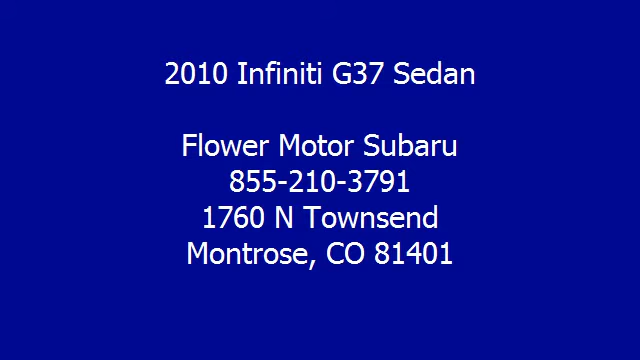 2010 Infiniti G37 Sedan
Flower Motor Subaru
855-210-3791
1760 N Townsend
Montrose, CO 81401